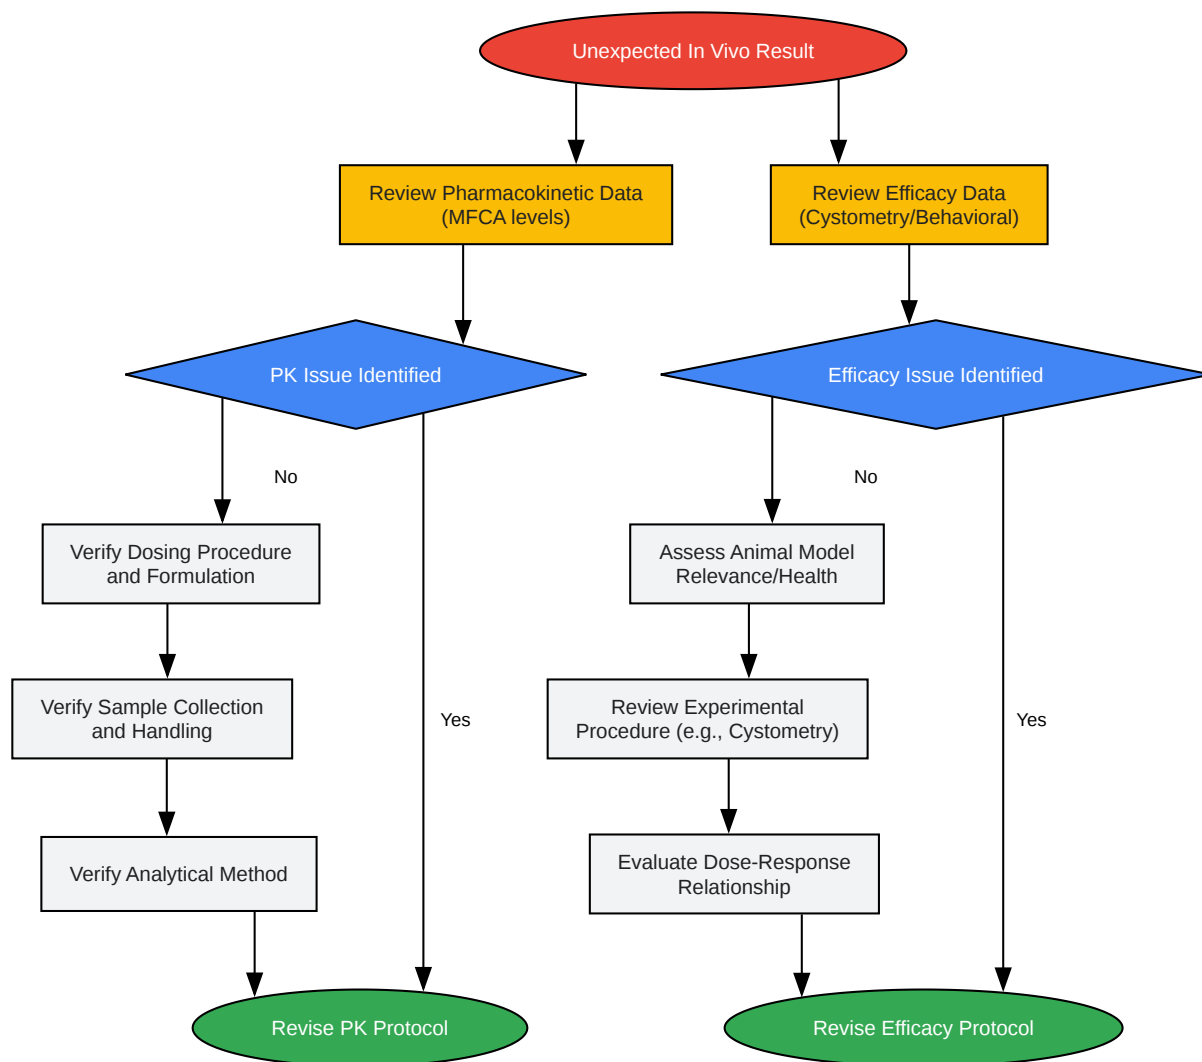 Unexpected In Vivo Result
Review Pharmacokinetic Data
(MFCA levels)
Review Efficacy Data
(Cystometry/Behavioral)
PK Issue Identified
Efficacy Issue Identified
No
No
Verify Dosing Procedure
and Formulation
Assess Animal Model
Relevance/Health
Verify Sample Collection
and Handling
Yes
Review Experimental
Procedure (e.g., Cystometry)
Yes
Verify Analytical Method
Evaluate Dose-Response
Relationship
Revise PK Protocol
Revise Efficacy Protocol